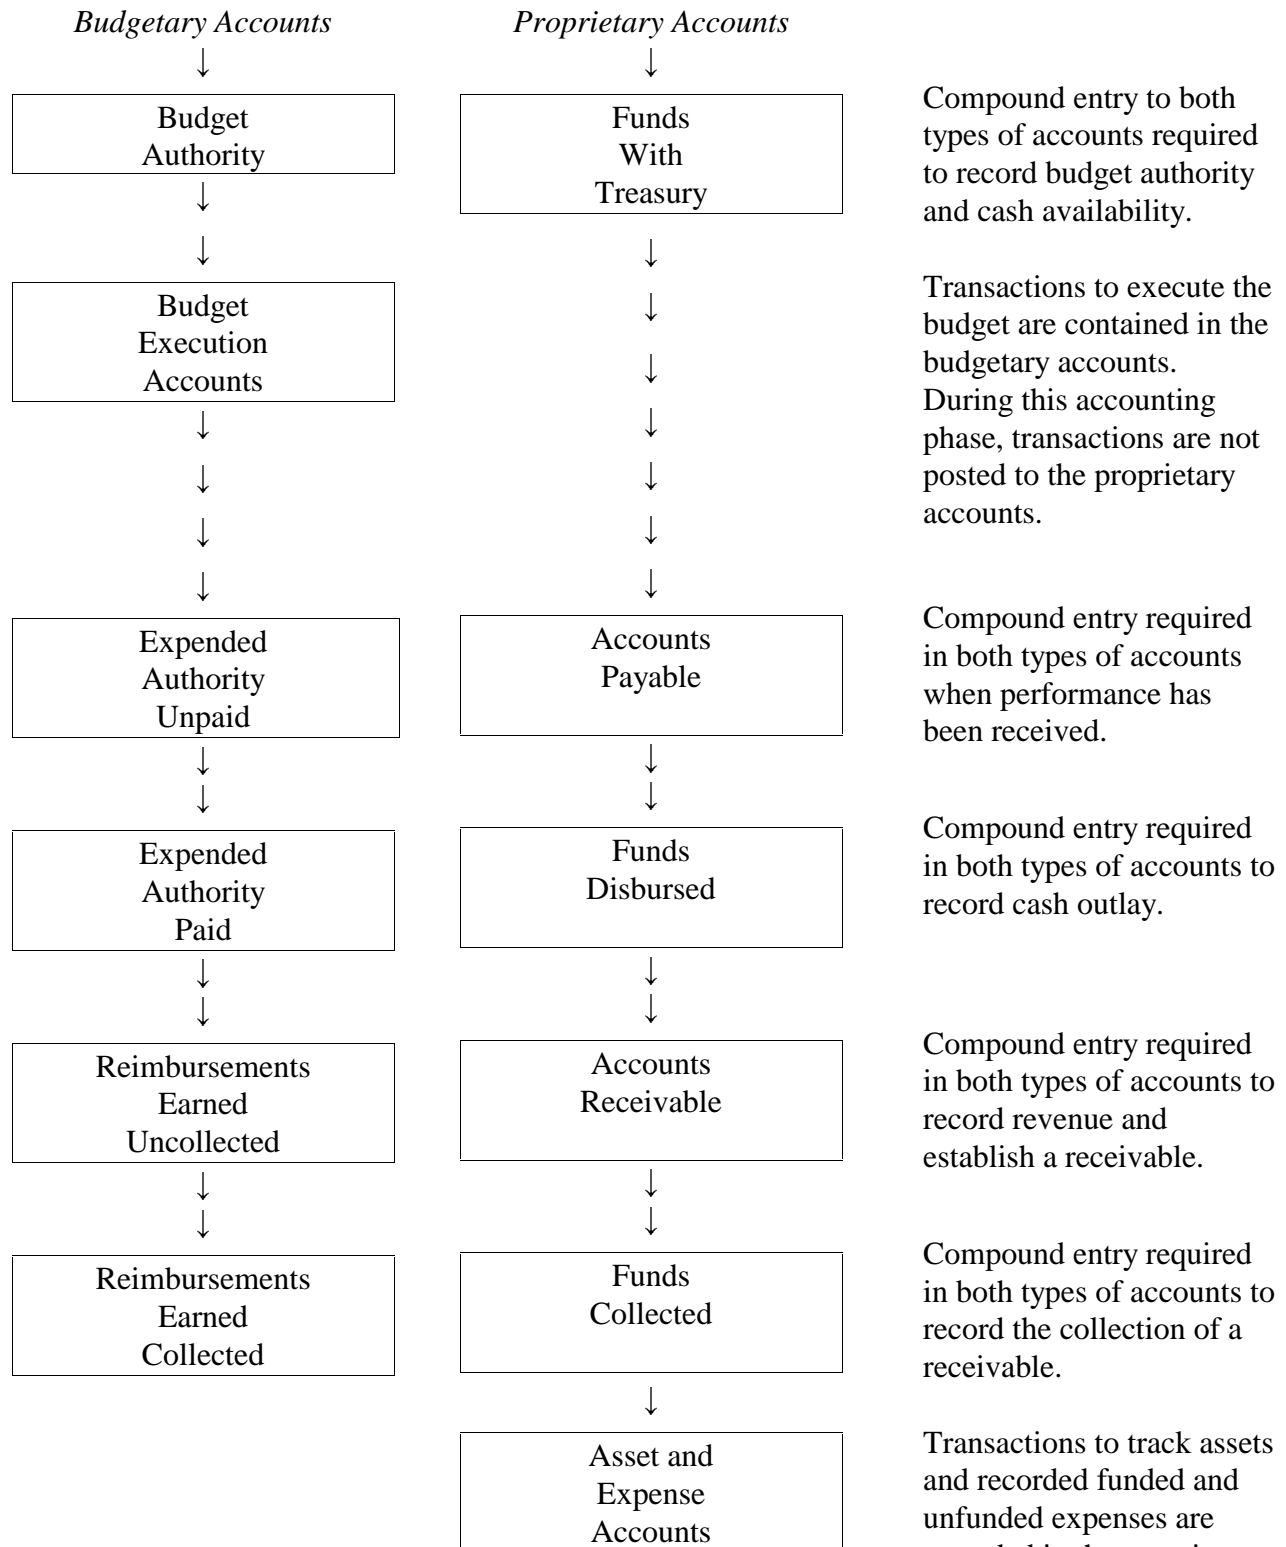 Budgetary Accounts
Proprietary Accounts
↓
↓
Budget
Authority
Funds
With
Treasury
Compound entry to both
types of accounts required
to record budget authority
and cash availability.
↓
↓
↓
↓
↓
↓
↓
↓
↓
Budget
Execution
Accounts
Transactions to execute the
budget are contained in the
budgetary accounts.
During this accounting
phase, transactions are not
posted to the proprietary
accounts.
↓
↓
↓
↓
Expended
Authority
Unpaid
Accounts
Payable
Compound entry required
in both types of accounts
when performance has
been received.
↓
↓
↓
↓
Expended
Authority
Paid
Funds
Disbursed
Compound entry required
in both types of accounts to
record cash outlay.
↓
↓
↓
↓
Reimbursements
Earned
Uncollected
Accounts
Receivable
Compound entry required
in both types of accounts to
record revenue and
establish a receivable.
↓
↓
↓
↓
Reimbursements
Earned
Collected
Funds
Collected
Compound entry required
in both types of accounts to
record the collection of a
receivable.
↓
Asset and
Expense
Accounts
Transactions to track assets
and recorded funded and
unfunded expenses are